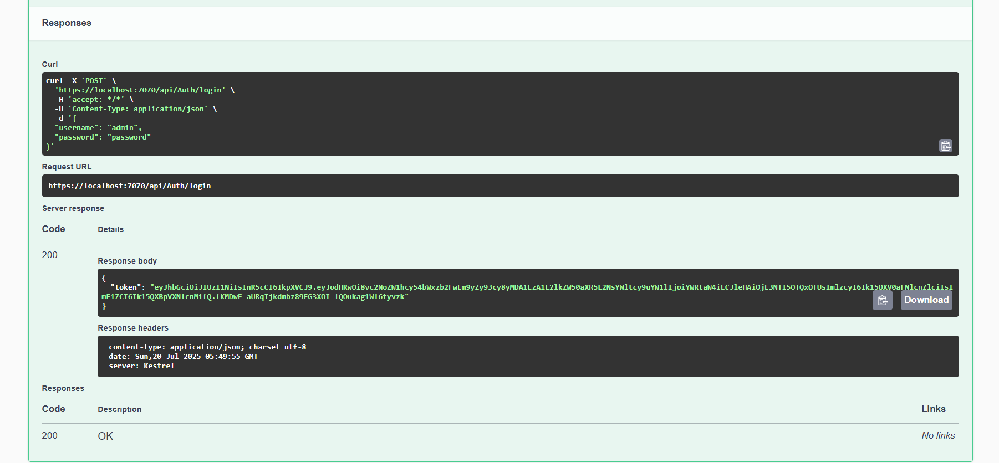 Responses
Curl
curl -X 'POST' \
'https://localhost:7070/api/Auth/login' \
-H 'accept: */*' \
-H 'Content-Type: application/json' \
-d '{
"username": "admin",
"password": "password"
}'
Request URL
https://localhost:7070/api/Auth/login
Server response
Code Details
200
Response body
{
"token": "eyJhbGciOiJIUzI1NiIsInR5cCI6IkpXVCJ9.eyJodHRwOi8vc2NoZW1hcy54bWxzb2FwLm9yZy93cy8yMDA1LzA1L2lkZW50aXR5L2NsYWltcy9uYW1lIjoiYWRtaW4iLCJleHAiOjE3NTI5OTQxOTUsImlzcyI6Ik15QXV0aFNlcnZlciIsI
mF1ZCI6Ik15QXBpVXNlcnMifQ.fKMDwE-aURqIjkdmbz89FG3XOI-lQOukag1Wl6tyvzk"
}
Download
Response headers
content-type: application/json; charset=utf-8
date: Sun,20 Jul 2025 05:49:55 GMT
server: Kestrel
Responses
Code Description Links
200 OK No links